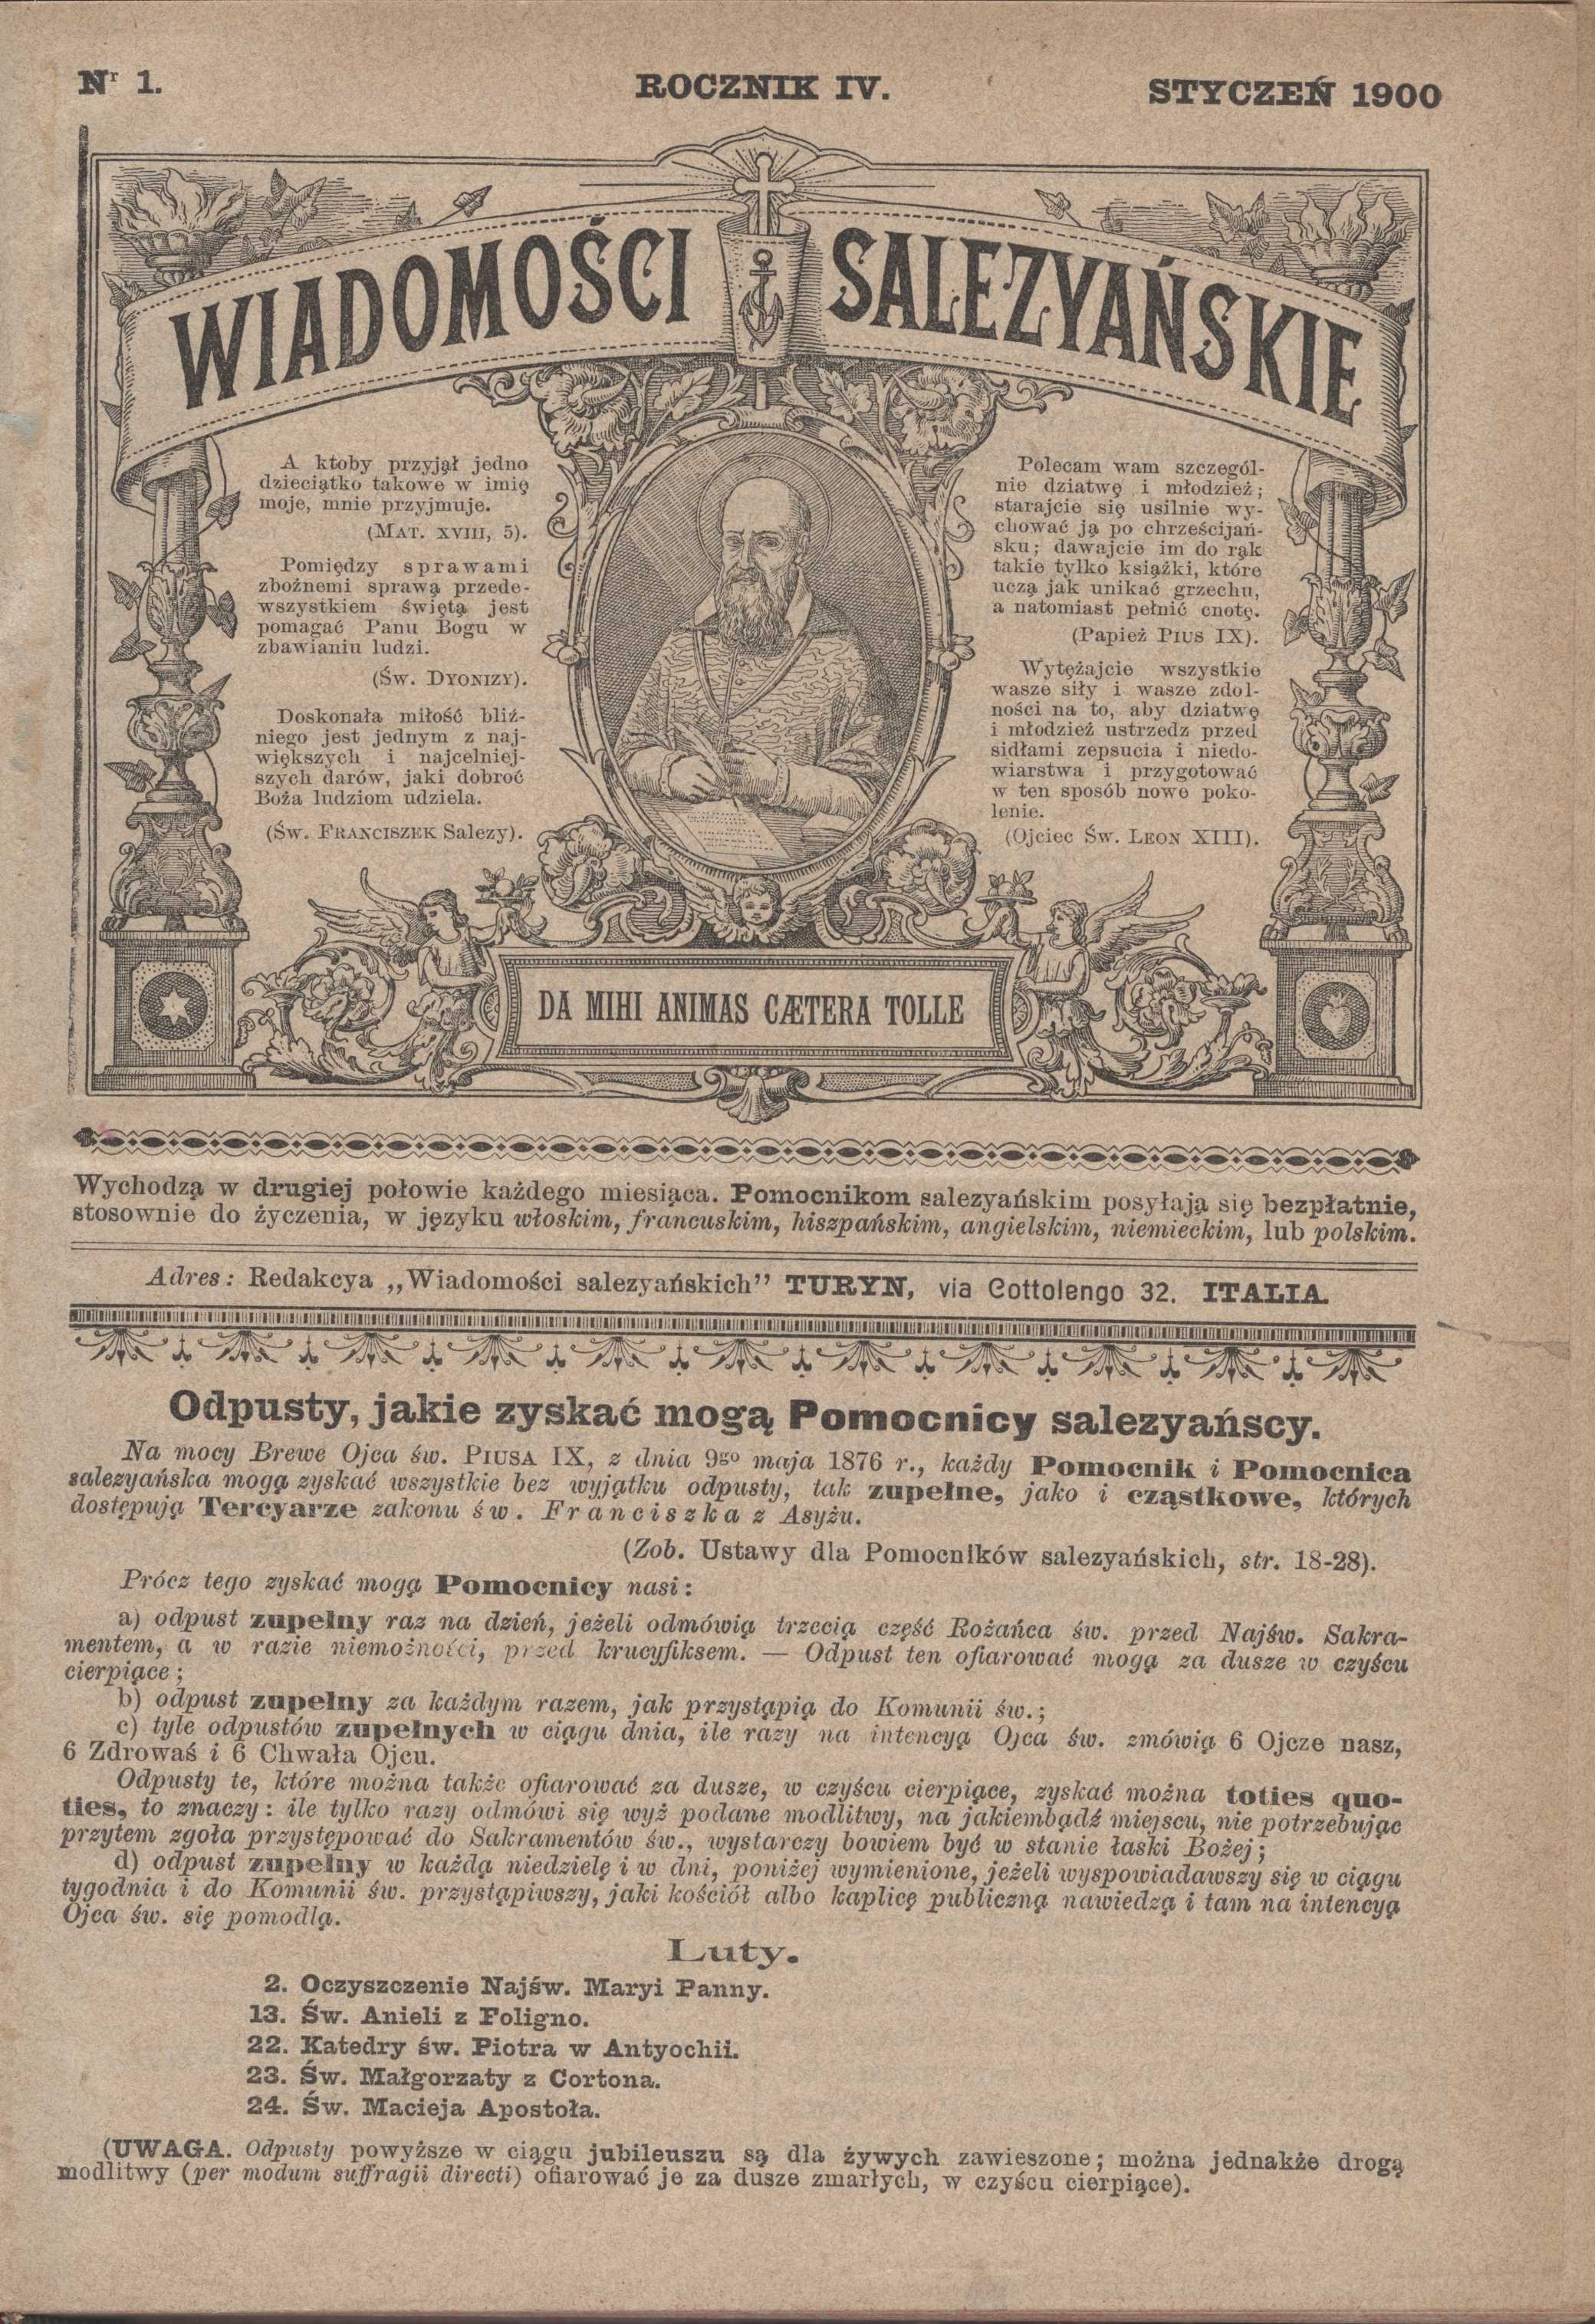 Nr 1.
ROCZNIK IV.
STYCZEŃ 1900
WIADOMOŚCI SALEZYAŃSKIE
A ktoby przyjął jedno
dzieciątko takowe w imię
moje, mnie przyjmuje.
(MAT. XVIII, 5).
Pomiędzy sprawami
zbożnemi sprawą przede-
wszystkiem świętą jest
pomagać Panu Bogu w
zbawianiu ludzi.
(Św. DYONIZY).
Doskonała miłość bliź-
niego jest jednym z naj-
większych i najcelniej-
szych darów, jaki dobroć
Boża ludziom udziela.
(Św. FRANCISZEK Salezy).
Polecam wam szczegól-
nie dziatwę i młodzież;
starajcie się usilnie wy-
chować ją po chrześcijań-
sku; dawajcie im do rąk
takie tylko książki, które
uczą jak unikać grzechu,
a natomiast pełnić cnotę.
(Papież PIUS IX).
Wytężajcie wszystkie
wasze siły i wasze zdol-
ności na to, aby dziatwę
i młodzież ustrzedz przed
sidłami zepsucia i niedo-
wiarstwa i przygotować
w ten sposób nowe poko-
lenie.
(Ojciec Św. LEON XIII).
DA MIHI ANIMAS CÆTERA TOLLE
Wychodzą w drugiej połowie każdego miesiąca. Pomocnikom salezyańskim posyłają się bezpłatnie,
stosownie do życzenia, w języku włoskim, francuskim, hiszpańskim, angielskim, niemieckim, lub polskim.
Adres: Redakcya „Wiadomości salezyańskich” TURYN, via Cottolengo 32. ITALIA.
Odpusty, jakie zyskać mogą Pomocnicy salezyańscy.
Na mocy Brewe Ojca św. PIUSA IX, z dnia 9go maja 1876 r., każdy Pomocnik i Pomocnica
salezyańska mogą zyskać wszystkie bez wyjątku odpusty, tak zupełne, jako i cząstkowe, których
dostępują Tercyarze zakonu św. Franciszka z Asyżu.
(Zob. Ustawy dla Pomocników salezyańskich, str. 18-28).
Prócz tego zyskać mogą Pomocnicy nasi:
a) odpust zupełny raz na dzień, jeżeli odmówią trzecią część Rożańca św. przed Najśw. Sakra-
mentem, a w razie niemożności, przed krucyfiksem. — Odpust ten ofiarować mogą za dusze w czyścu
cierpiące;
b) odpust zupełny za każdym razem, jak przystąpią do Komunii św.;
c) tyle odpustów zupełnych w ciągu dnia, ile razy na intencyą Ojca św. zmówią 6 Ojcze nasz,
6 Zdrowaś i 6 Chwała Ojcu.
Odpusty te, które można także ofiarować za dusze, w czyścu cierpiące, zyskać można toties quo-
ties, to znaczy: ile tylko razy odmówi się wyż podane modlitwy, na jakiembądź miejscu, nie potrzebując
przytem zgoła przystępować do Sakramentów św., wystarczy bowiem być w stanie łaski Bożej;
d) odpust zupełny w każdą niedzielę i w dni, poniżej wymienione, jeżeli wyspowiadawszy się w ciągu
tygodnia i do Komunii św. przystąpiwszy, jaki kościół albo kaplicę publiczną nawiedzą i tam na intencyą
Ojca św. się pomodlą.
Luty.
2. Oczyszczenie Najśw. Maryi Panny.
13. Św. Anieli z Foligno.
22. Katedry św. Piotra w Antyochii.
23. Św. Małgorzaty z Cortona.
24. Św. Macieja Apostoła.
(UWAGA. Odpusty powyższe w ciągu jubileuszu są dla żywych zawieszone; można jednakże drogą
modlitwy (per modum suffragii directi) ofiarować je za dusze zmarłych, w czyścu cierpiące).